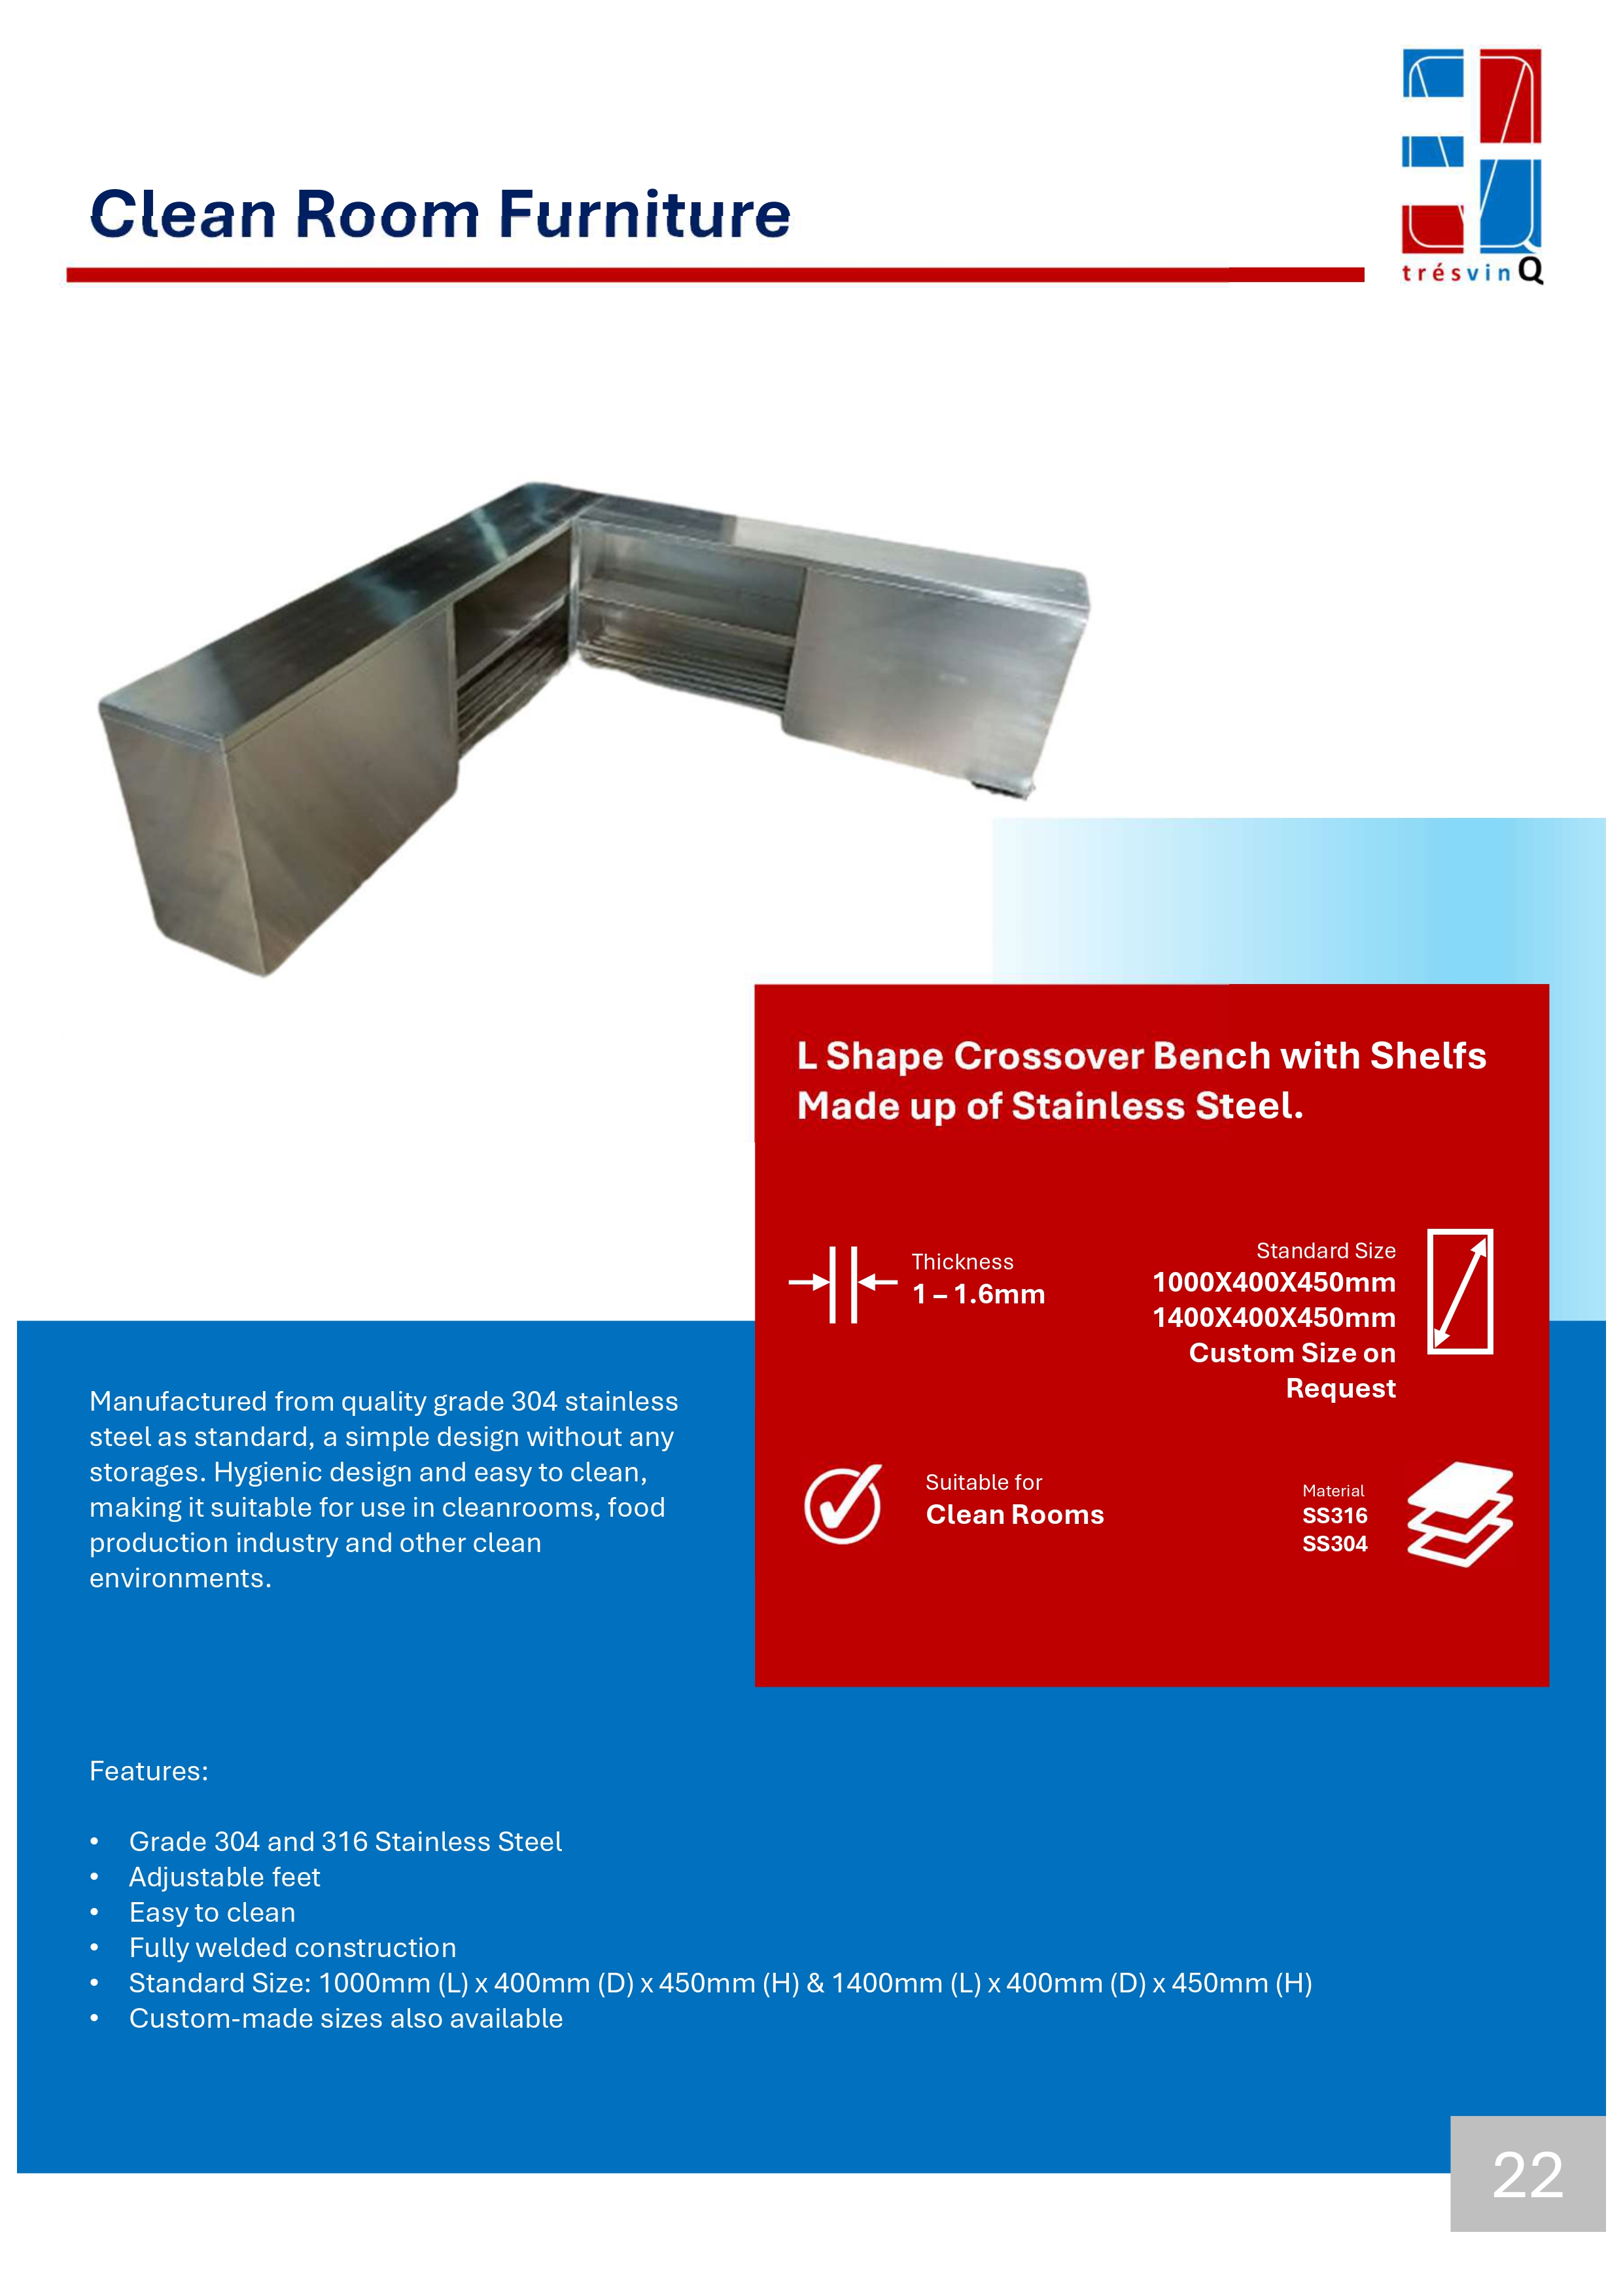 Clean Room Furniture
trésvinQ
L Shape Crossover Bench with Shelfs
Made up of Stainless Steel.
Thickness
1 – 1.6mm
Standard Size
1000X400X450mm
1400X400X450mm
Custom Size on
Request
Suitable for
Clean Rooms
Material
SS316
SS304
Manufactured from quality grade 304 stainless
steel as standard, a simple design without any
storages. Hygienic design and easy to clean,
making it suitable for use in cleanrooms, food
production industry and other clean
environments.
Features:
• Grade 304 and 316 Stainless Steel
• Adjustable feet
• Easy to clean
• Fully welded construction
• Standard Size: 1000mm (L) x 400mm (D) x 450mm (H) & 1400mm (L) x 400mm (D) x 450mm (H)
• Custom-made sizes also available
22